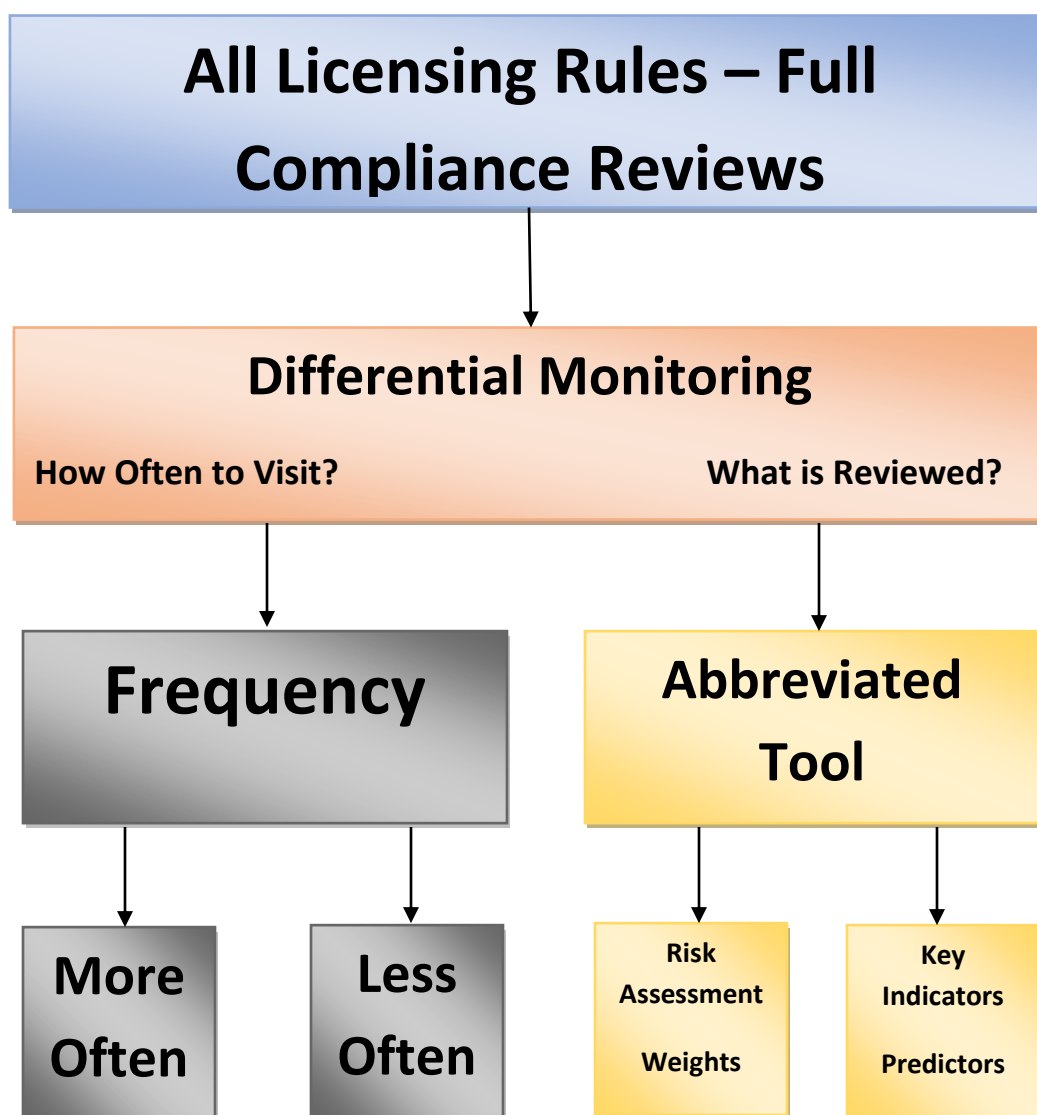 All Licensing Rules – Full
Compliance Reviews
Differential Monitoring
How Often to Visit?
What is Reviewed?
Frequency
Abbreviated
Tool
More
Often
Less
Often
Risk
Assessment
Weights
Key
Indicators
Predictors